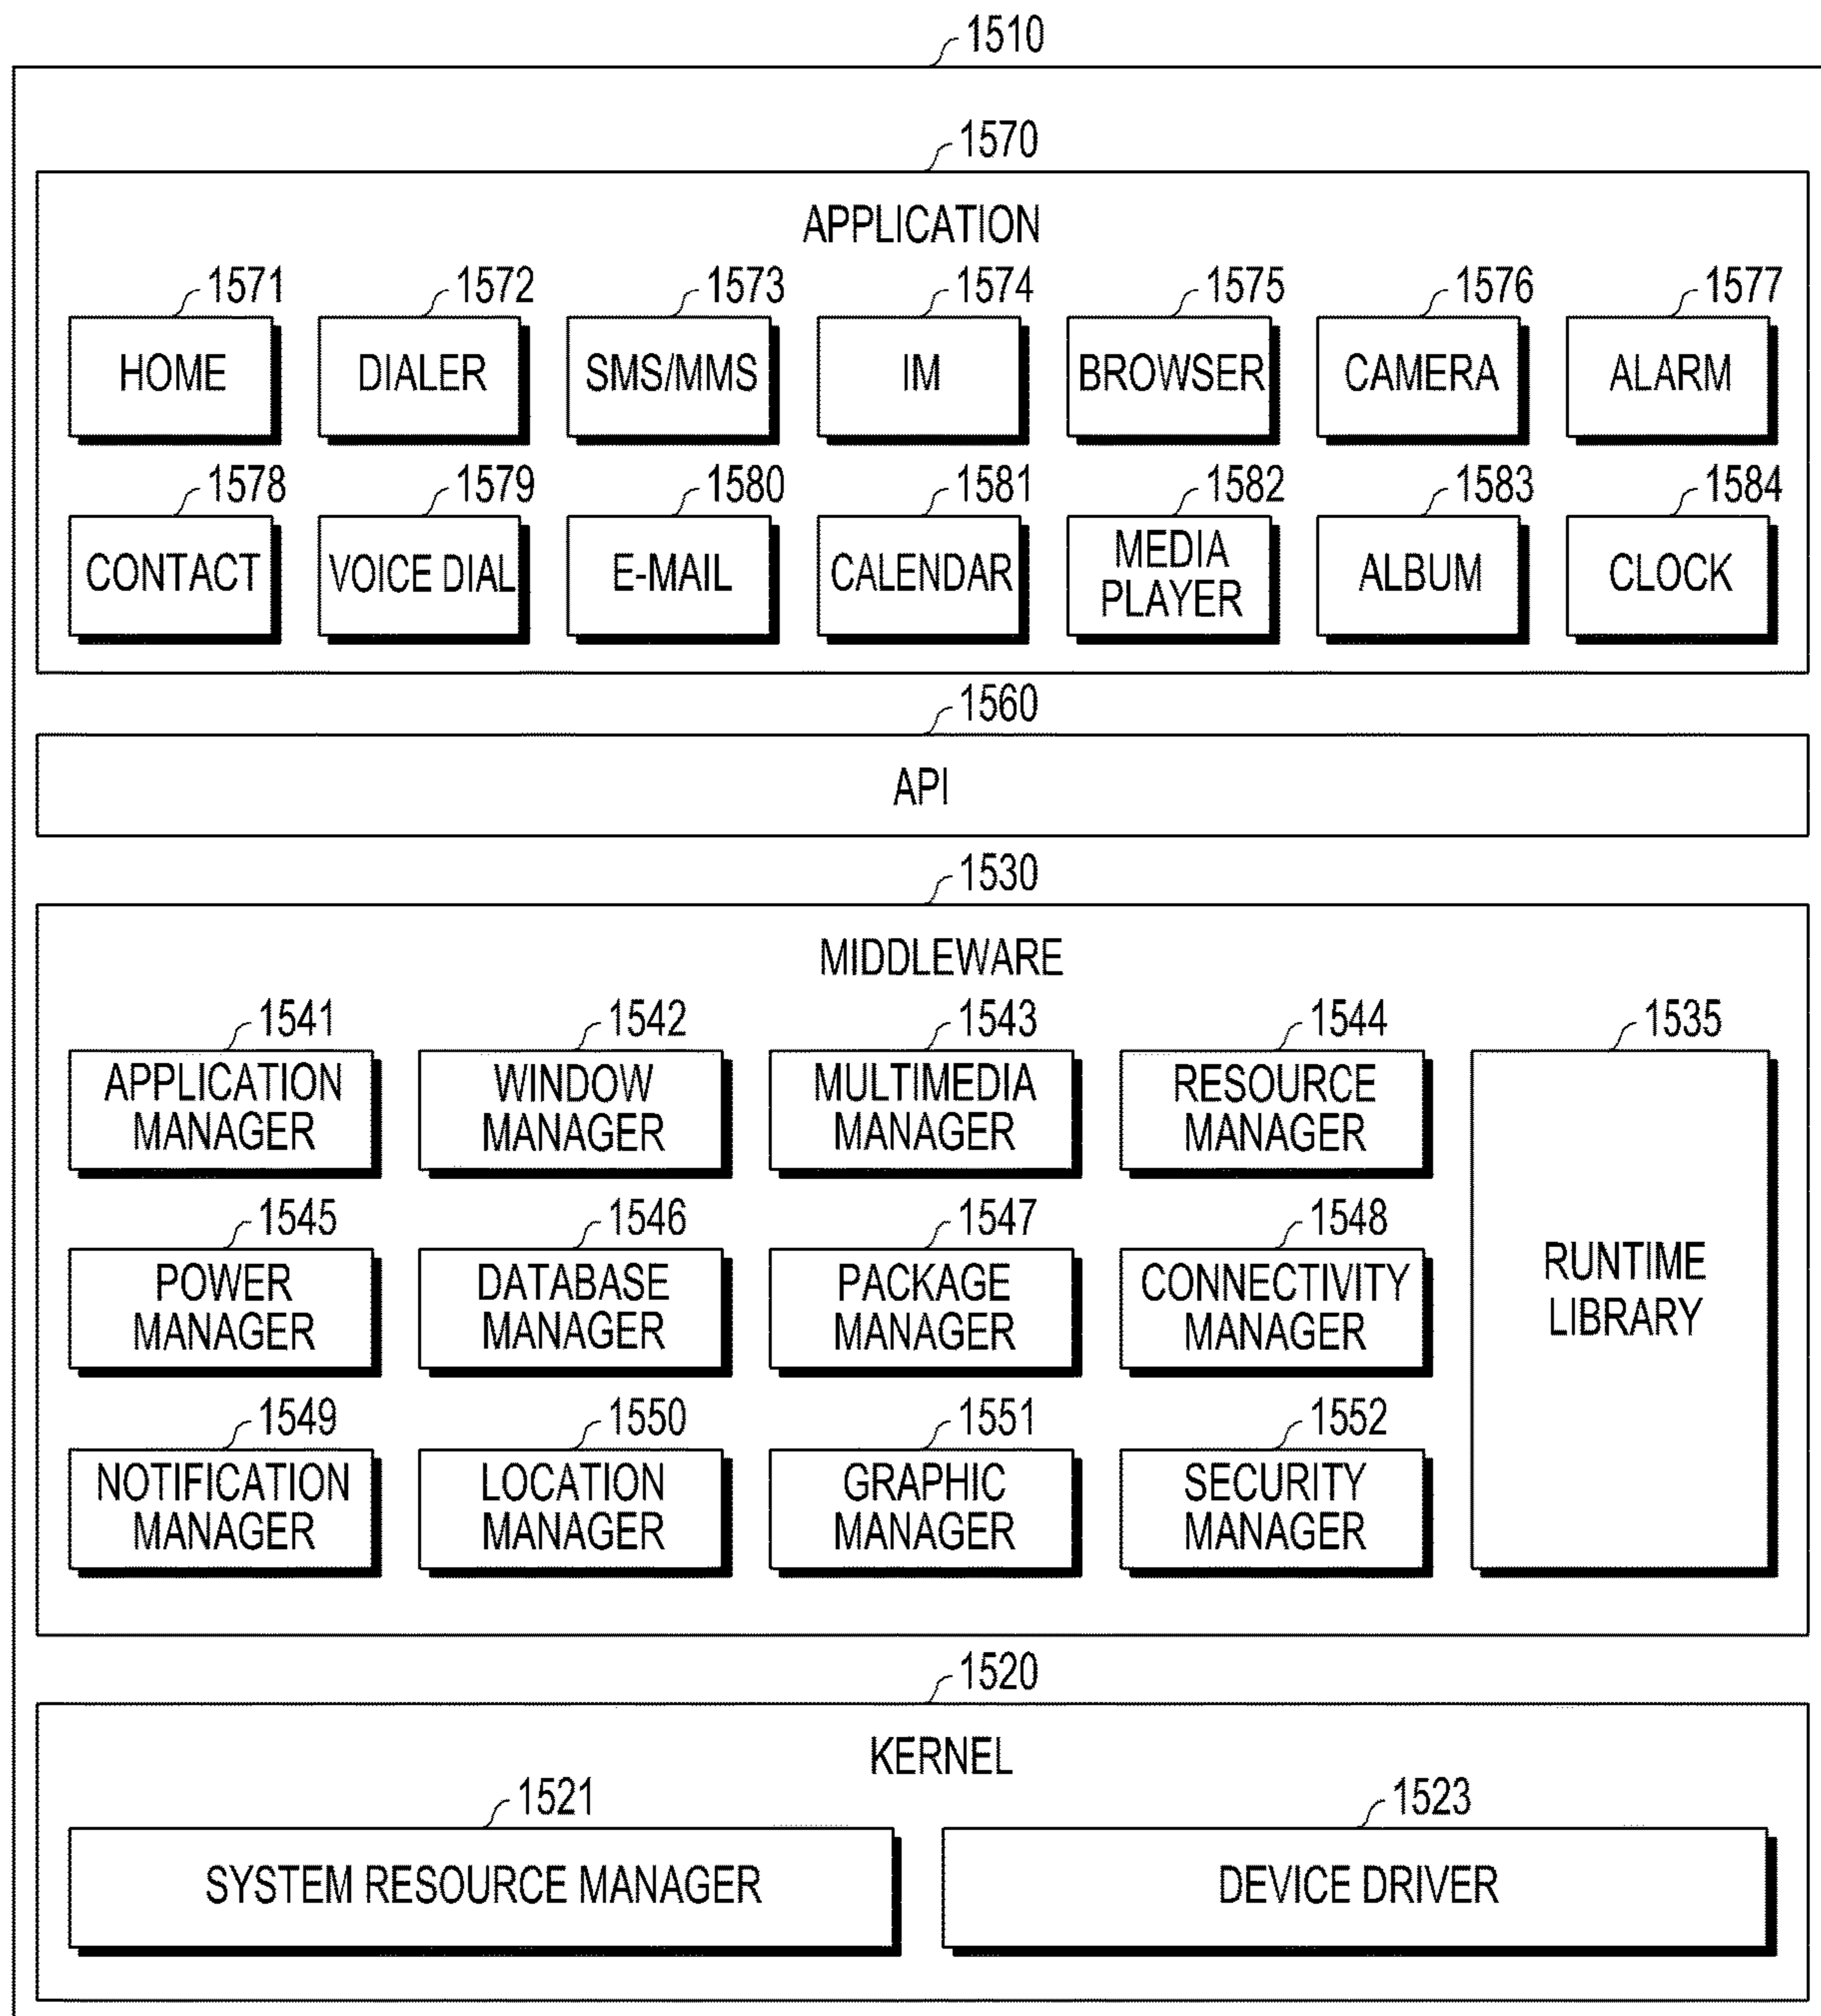 1510
1570
APPLICATION
1571 1572 1573 1574 1575 1576 1577
HOME DIALER SMS/MMS IM BROWSER CAMERA ALARM
1578 1579 1580 1581 1582 1583 1584
CONTACT VOICE DIAL E-MAIL CALENDAR MEDIA PLAYER ALBUM CLOCK
1560
API
1530
MIDDLEWARE
1541 1542 1543 1544 1535
APPLICATION WINDOW MULTIMEDIA RESOURCE
MANAGER MANAGER MANAGER MANAGER
1545 1546 1547 1548
POWER DATABASE PACKAGE CONNECTIVITY RUNTIME
MANAGER MANAGER MANAGER MANAGER LIBRARY
1549 1550 1551 1552
NOTIFICATION LOCATION GRAPHIC SECURITY
MANAGER MANAGER MANAGER MANAGER
1520
KERNEL
1521 1523
SYSTEM RESOURCE MANAGER DEVICE DRIVER